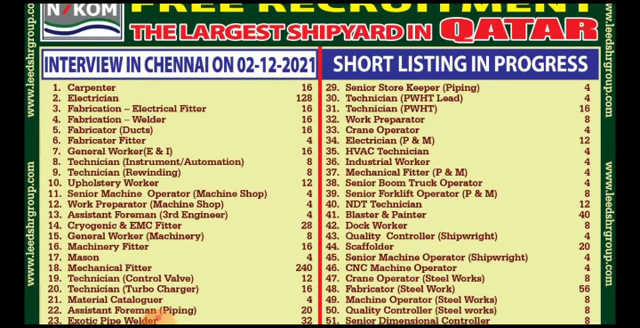 FREE RECRUITMENT
N KOM
THE LARGEST SHIPYARD IN QATAR
INTERVIEW IN CHENNAI ON 02-12-2021
1. Carpenter 16
2. Electrician 128
3. Fabrication – Electrical Fitter 16
4. Fabrication – Welder 16
5. Fabricator (Ducts) 16
6. Fabricater Fitter 4
7. General Worker(E & I) 16
8. Technician (Instrument/Automation) 4
9. Technician (Rewinding) 8
10. Upholstery Worker 12
11. Senior Machine Operator (Machine Shop) 4
12. Work Preparator (Machine Shop) 4
13. Assistant Foreman (3rd Engineer) 4
14. Cryogenic & EMC Fitter 28
15. General Worker (Machinery) 8
16. Machinery Fitter 16
17. Mason 4
18. Mechanical Fitter 240
19. Technician (Control Valve) 12
20. Technician (Turbo Charger) 16
21. Material Cataloguer 4
22. Assistant Foreman (Piping) 20
23. Exotic Pipe Welder 32
SHORT LISTING IN PROGRESS
29. Senior Store Keeper (Piping) 4
30. Technician (PWHT Lead) 4
31. Technician (PWHT) 16
32. Work Preparator 8
33. Crane Operator 4
34. Electrician (P & M) 12
35. HVAC Technician 4
36. Industrial Worker 4
37. Mechanical Fitter (P & M) 4
38. Senior Boom Truck Operator 4
39. Senior Forklift Operator (P & M) 8
40. NDT Technician 12
41. Blaster & Painter 40
42. Dock Worker 8
43. Quality Controller (Shipwright) 4
44. Scaffolder 20
45. Senior Machine Operator (Shipwright) 4
46. CNC Machine Operator 4
47. Crane Operator (Steel Works) 8
48. Fabricator (Steel Work) 56
49. Machine Operator (Steel Works) 8
50. Quality Controller (Steel works) 8
51. Senior Dimensional Controller 8
www.leedshrgroup.com
www.leedshrgroup.com
www.leedshrgroup.com
www.leedshrgroup.com